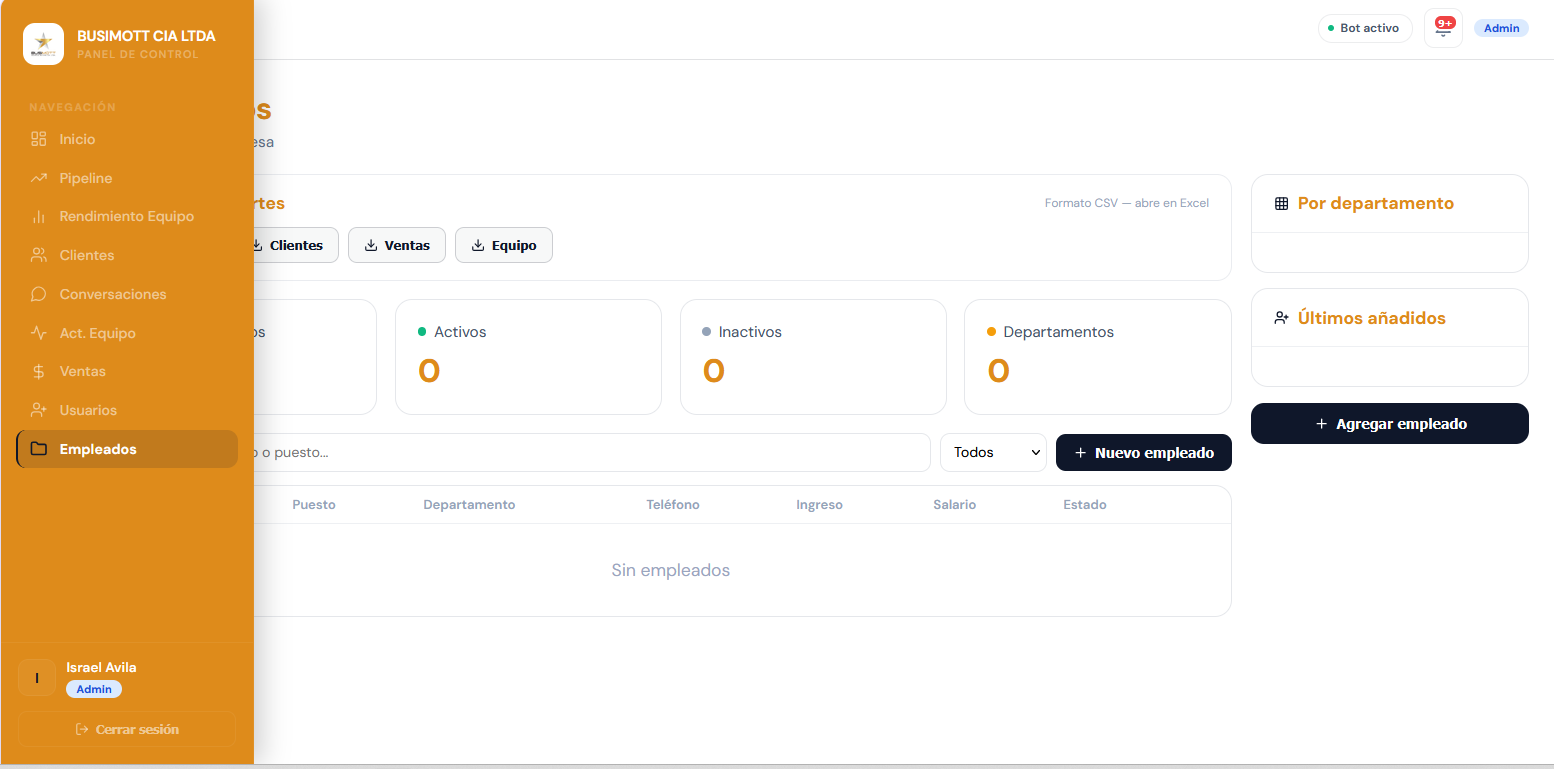 BUSIMOTT CIA LTDA
PANEL DE CONTROL
NAVEGACIÓN
Inicio
Pipeline
Rendimiento Equipo
Clientes
Conversaciones
Act. Equipo
Ventas
Usuarios
Empleados
Israel Avila
I
Admin
Cerrar sesión
Bot activo
9+
Admin
os
esa
rtes
Formato CSV — abre en Excel
Clientes
Ventas
Equipo
os
Activos
0
Inactivos
0
Departamentos
0
o o puesto...
Todos
+ Nuevo empleado
Puesto Departamento Teléfono Ingreso Salario Estado
Sin empleados
Por departamento
Últimos añadidos
+ Agregar empleado